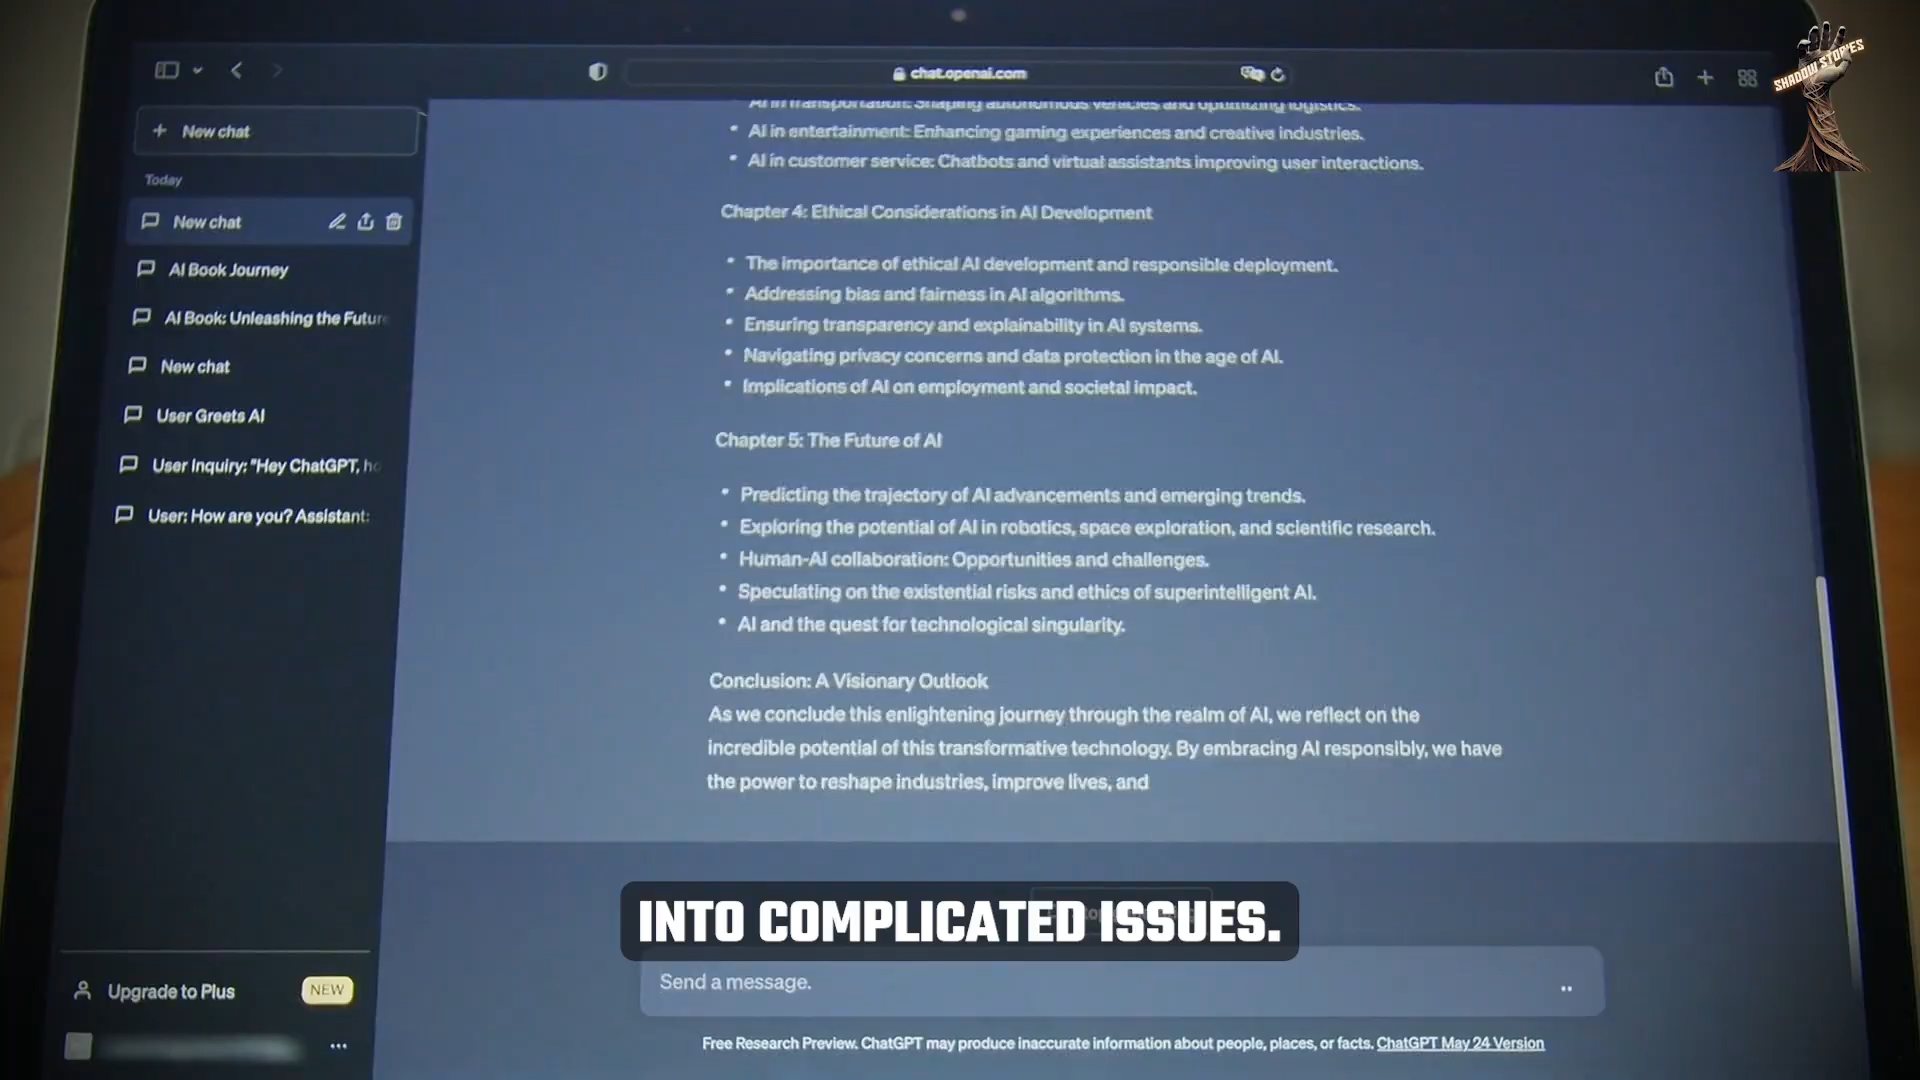 chat.openai.com
SHADOW STORIES
New chat
Today
New chat
AI Book Journey
AI Book: Unleashing the Future
New chat
User Greets AI
User Inquiry: "Hey ChatGPT, ho
User: How are you? Assistant:
Upgrade to Plus
NEW
AI in transportation: Shaping autonomous vehicles and optimizing logistics.
• AI in entertainment: Enhancing gaming experiences and creative industries.
• AI in customer service: Chatbots and virtual assistants improving user interactions.
Chapter 4: Ethical Considerations in AI Development
• The importance of ethical AI development and responsible deployment.
• Addressing bias and fairness in AI algorithms.
• Ensuring transparency and explainability in AI systems.
• Navigating privacy concerns and data protection in the age of AI.
• Implications of AI on employment and societal impact.
Chapter 5: The Future of AI
• Predicting the trajectory of AI advancements and emerging trends.
• Exploring the potential of AI in robotics, space exploration, and scientific research.
• Human-AI collaboration: Opportunities and challenges.
• Speculating on the existential risks and ethics of superintelligent AI.
• AI and the quest for technological singularity.
Conclusion: A Visionary Outlook
As we conclude this enlightening journey through the realm of AI, we reflect on the
incredible potential of this transformative technology. By embracing AI responsibly, we have
the power to reshape industries, improve lives, and
INTO COMPLICATED ISSUES.
Send a message.
Free Research Preview. ChatGPT may produce inaccurate information about people, places, or facts. ChatGPT May 24 Version